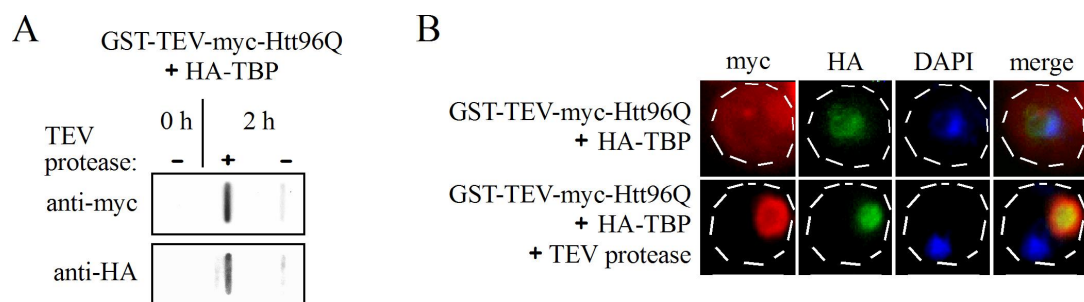 A
GST-TEV-myc-Htt96Q
+ HA-TBP
0 h 2 h
TEV
protease: - + -
anti-myc
anti-HA
B
myc HA DAPI merge
GST-TEV-myc-Htt96Q
+ HA-TBP
GST-TEV-myc-Htt96Q
+ HA-TBP
+ TEV protease